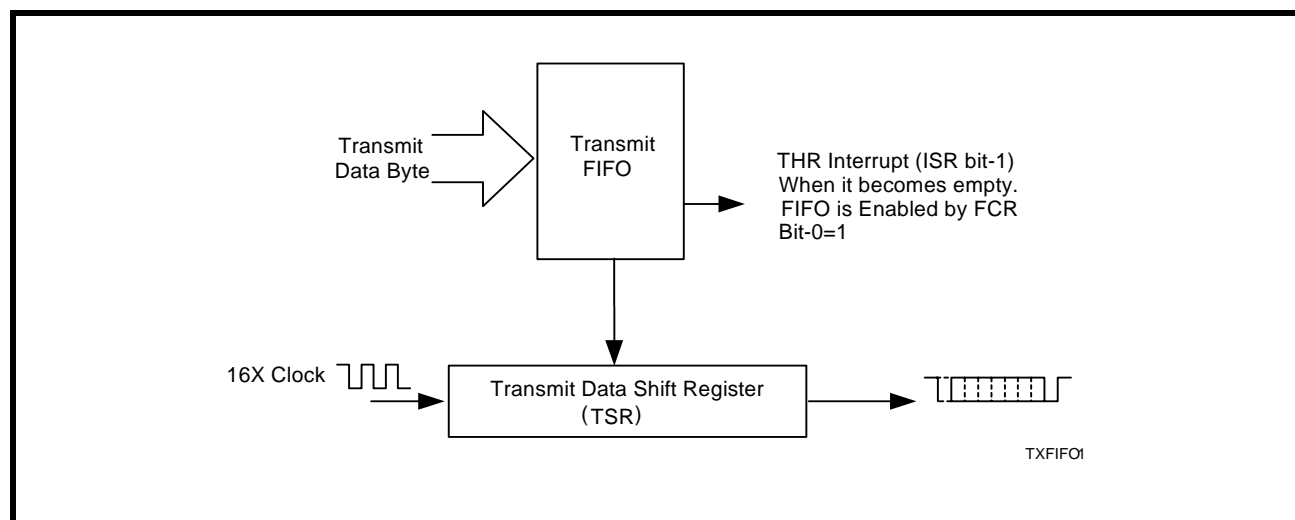 Transmit
FIFO
Transmit
Data Byte
THR Interrupt (ISR bit-1)
When it becomes empty.
FIFO is Enabled by FCR
Bit-0=1
16X Clock
Transmit Data Shift Register
(TSR)
TXFIFO1